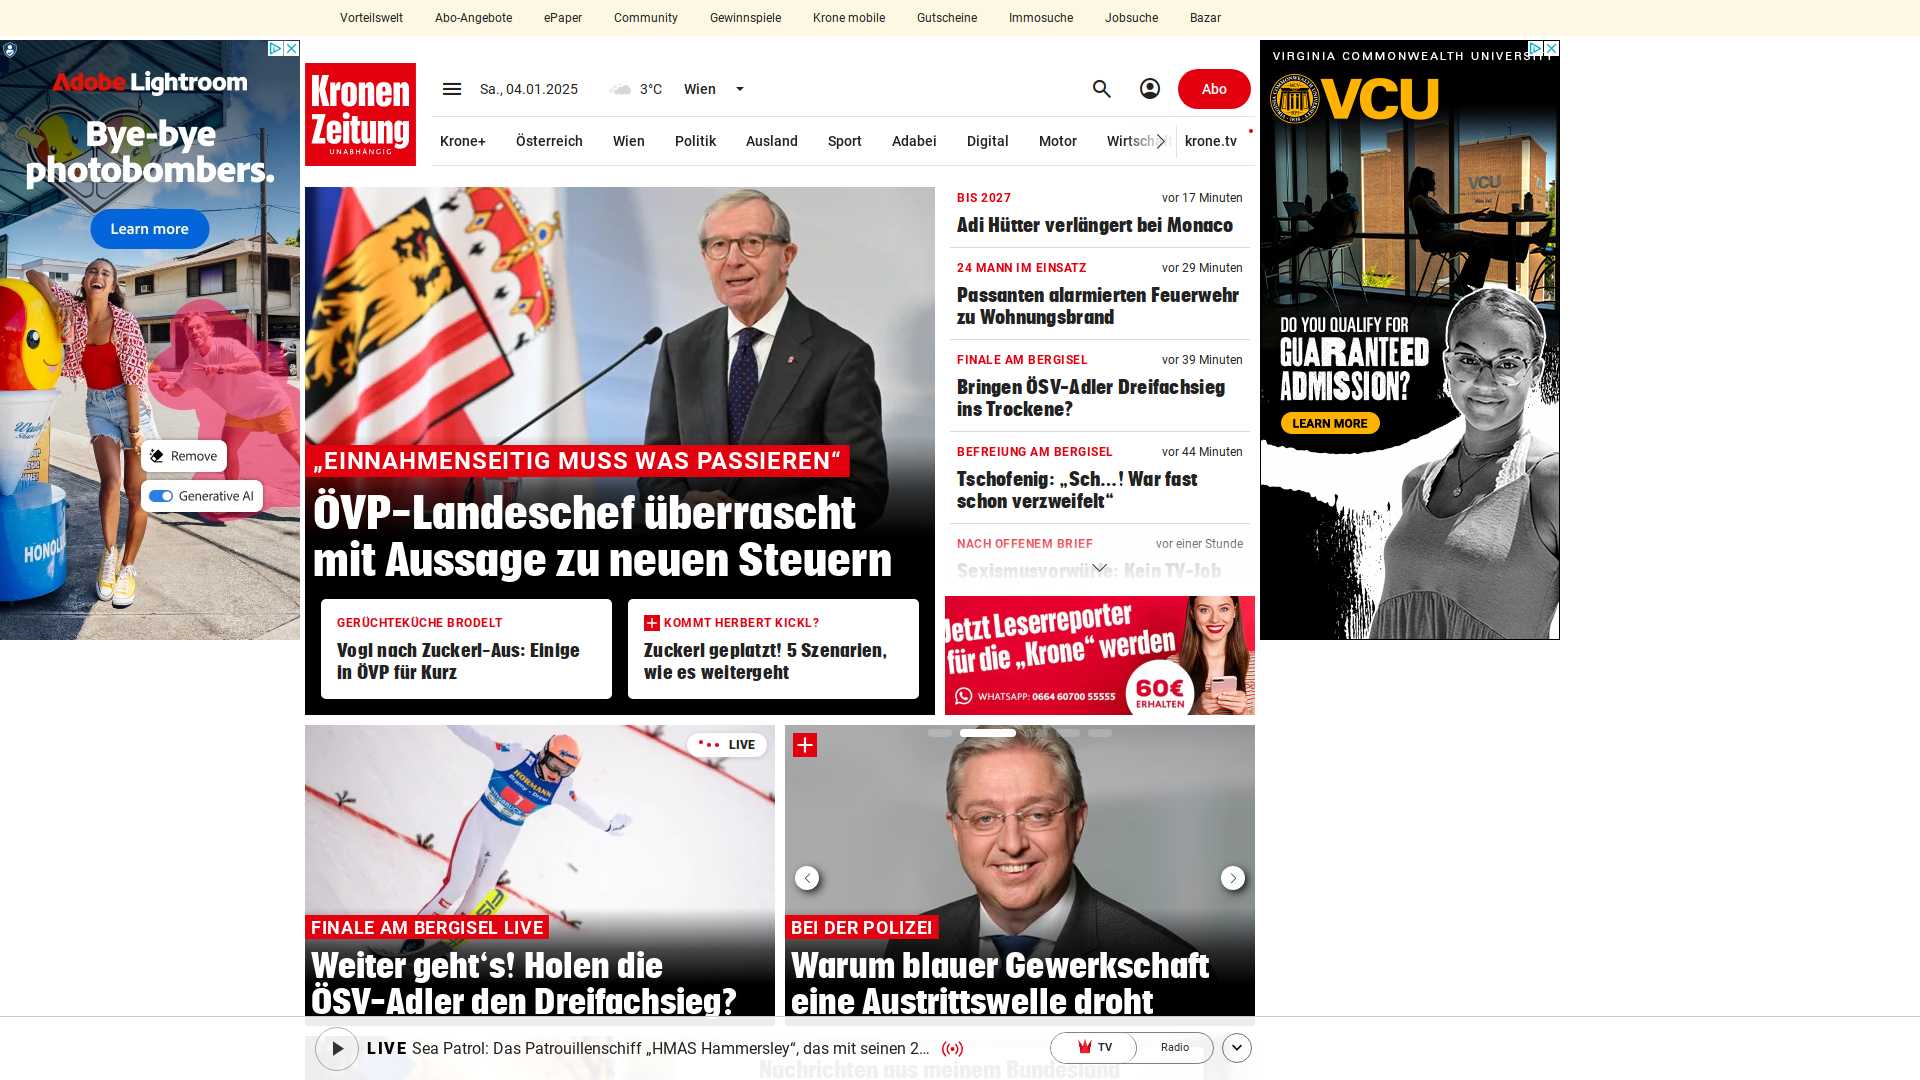 Vorteilswelt
Abo-Angebote
ePaper
Community
Gewinnspiele
Krone mobile
Gutscheine
Immosuche
Jobsuche
Bazar
Adobe Lightroom
Bye-bye
photobombers.
Learn more
Remove
Generative AI
Kronen
Zeitung
UNABHÄNGIG
Sa., 04.01.2025
3°C
Wien
Abo
Krone+
Österreich
Wien
Politik
Ausland
Sport
Adabei
Digital
Motor
krone.tv
„EINNAHMENSEITIG MUSS WAS PASSIEREN“
ÖVP-Landeschef überrascht
mit Aussage zu neuen Steuern
GERÜCHTEKÜCHE BRODELT
Vogl nach Zuckerl-Aus: Einige
in ÖVP für Kurz
KOMMT HERBERT KICKL?
Zuckerl geplatzt! 5 Szenarien,
wie es weitergeht
BIS 2027
vor 17 Minuten
Adi Hütter verlängert bei Monaco
24 MANN IM EINSATZ
vor 29 Minuten
Passanten alarmierten Feuerwehr
zu Wohnungsbrand
FINALE AM BERGISEL
vor 39 Minuten
Bringen ÖSV-Adler Dreifachsieg
ins Trockene?
BEFREIUNG AM BERGISEL
vor 44 Minuten
Tschofenig: „Sch...! War fast
schon verzweifelt“
NACH OFFENEM BRIEF
vor einer Stunde
Sexismusvorwürfe: Kein TV-Job
Jetzt Leserreporter
für die „Krone“ werden
WHATSAPP: 0664 60700 55555
60€
ERHALTEN
VIRGINIA COMMONWEALTH UNIVERSITY
VCU
VCU
DO YOU QUALIFY FOR
GUARANTEED
ADMISSION?
LEARN MORE
LIVE
FINALE AM BERGISEL LIVE
Weiter geht‘s! Holen die
ÖSV-Adler den Dreifachsieg?
BEI DER POLIZEI
Warum blauer Gewerkschaft
eine Austrittswelle droht
LIVE Sea Patrol: Das Patrouillenschiff „HMAS Hammersley“, das mit seinen 2...
TV
Radio
Nachrichten aus meinem Bundesland